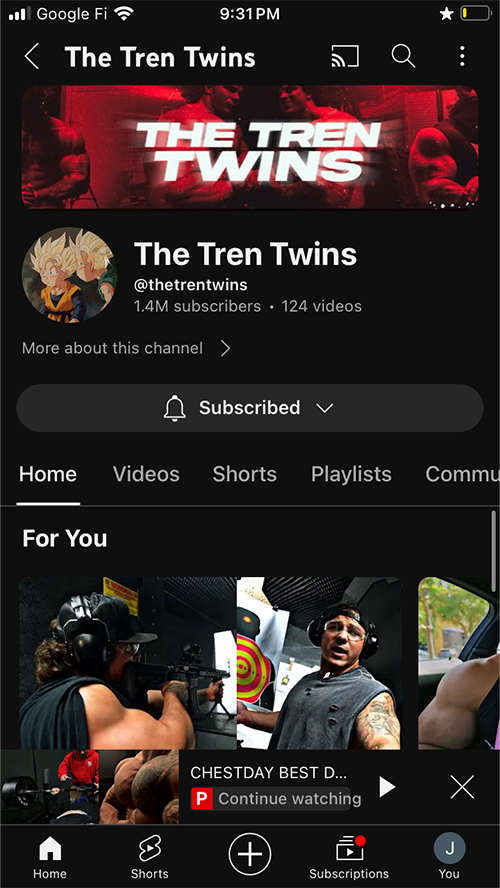 Google Fi
9:31PM
The Tren Twins
THE TREN
TWINS
The Tren Twins
@thetrentwins
1.4M subscribers • 124 videos
More about this channel
Subscribed
Home Videos Shorts Playlists Commu
For You
CHESTDAY BEST D...
P Continue watching
Home Shorts Subscriptions You
J